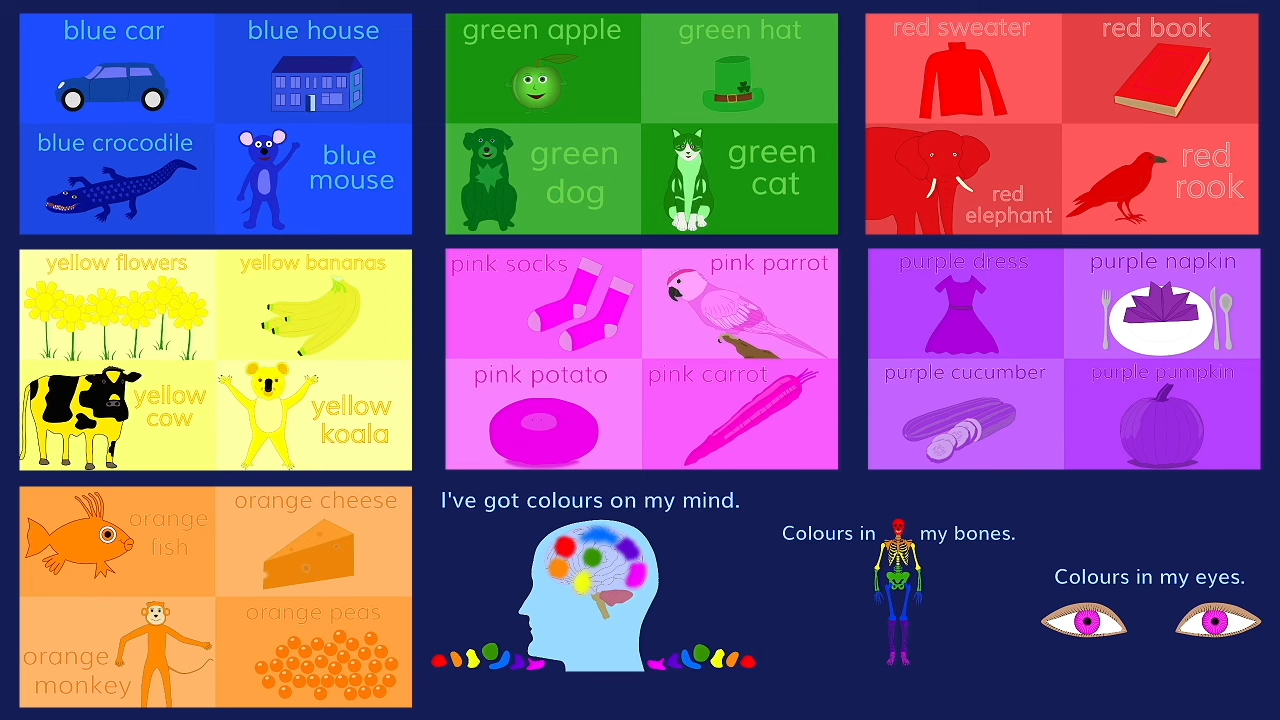 blue car
blue house
blue crocodile
blue
mouse
green apple
green hat
green
dog
green
cat
red sweater
red book
red
elephant
red
rook
yellow flowers
yellow bananas
yellow
cow
yellow
koala
pink socks
pink parrot
pink potato
pink carrot
purple dress
purple napkin
purple cucumber
purple pumpkin
orange
fish
orange cheese
orange
monkey
orange peas
I've got colours on my mind.
Colours in my bones.
Colours in my eyes.